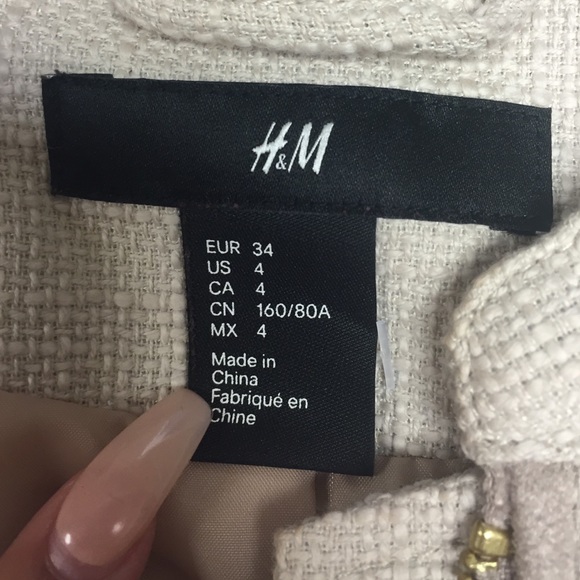 H&M
EUR 34
US 4
CA 4
CN 160/80A
MX 4
Made in
China
Fabriqué en
Chine